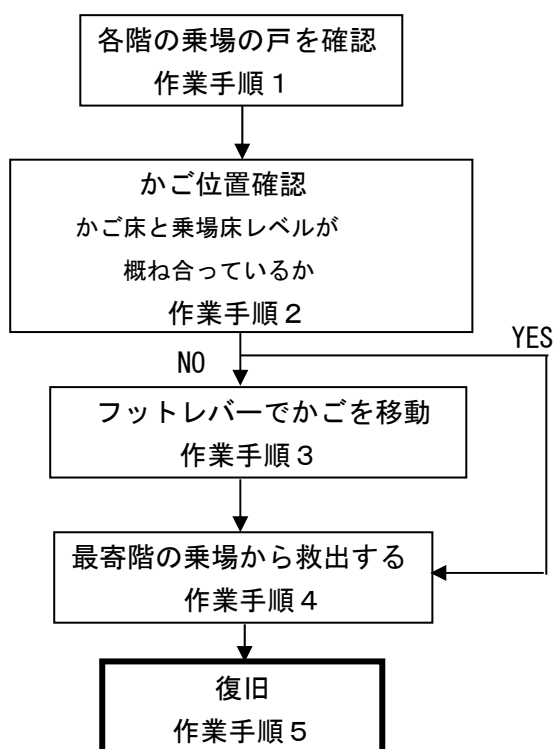 各階の乗場の戸を確認
作業手順１
かご位置確認
かご床と乗場床レベルが
概ね合っているか
作業手順２
YES
NO
フットレバーでかごを移動
作業手順３
最寄階の乗場から救出する
作業手順４
復旧
作業手順５